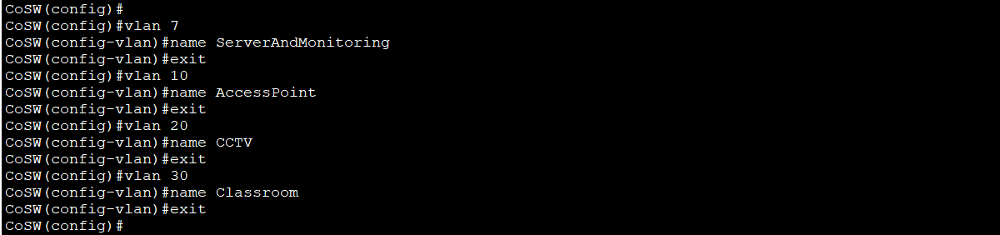 CoSW(config)#
CoSW(config)#vlan 7
CoSW(config-vlan)#name ServerAndMonitoring
CoSW(config-vlan)#exit
CoSW(config)#vlan 10
CoSW(config-vlan)#name AccessPoint
CoSW(config-vlan)#exit
CoSW(config)#vlan 20
CoSW(config-vlan)#name CCTV
CoSW(config-vlan)#exit
CoSW(config)#vlan 30
CoSW(config-vlan)#name Classroom
CoSW(config-vlan)#exit
CoSW(config)#